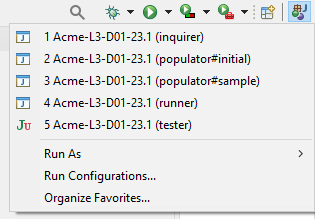 1 Acme-L3-D01-23.1 (inquirer)
2 Acme-L3-D01-23.1 (populator#initial)
3 Acme-L3-D01-23.1 (populator#sample)
4 Acme-L3-D01-23.1 (runner)
5 Acme-L3-D01-23.1 (tester)
Run As
Run Configurations...
Organize Favorites...